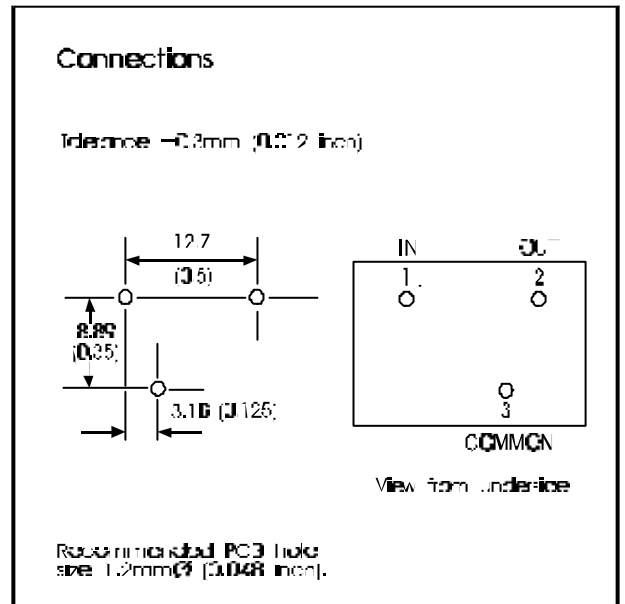 Connections
Tolerance ±0.3mm (0.012 inch)
12.7
(0.5)
8.89
(0.35)
3.18 (0.125)
IN
OUT
1
2
3
COMMON
View from underside
Recommended PCB hole
size 1.2mmØ (0.048 inch).